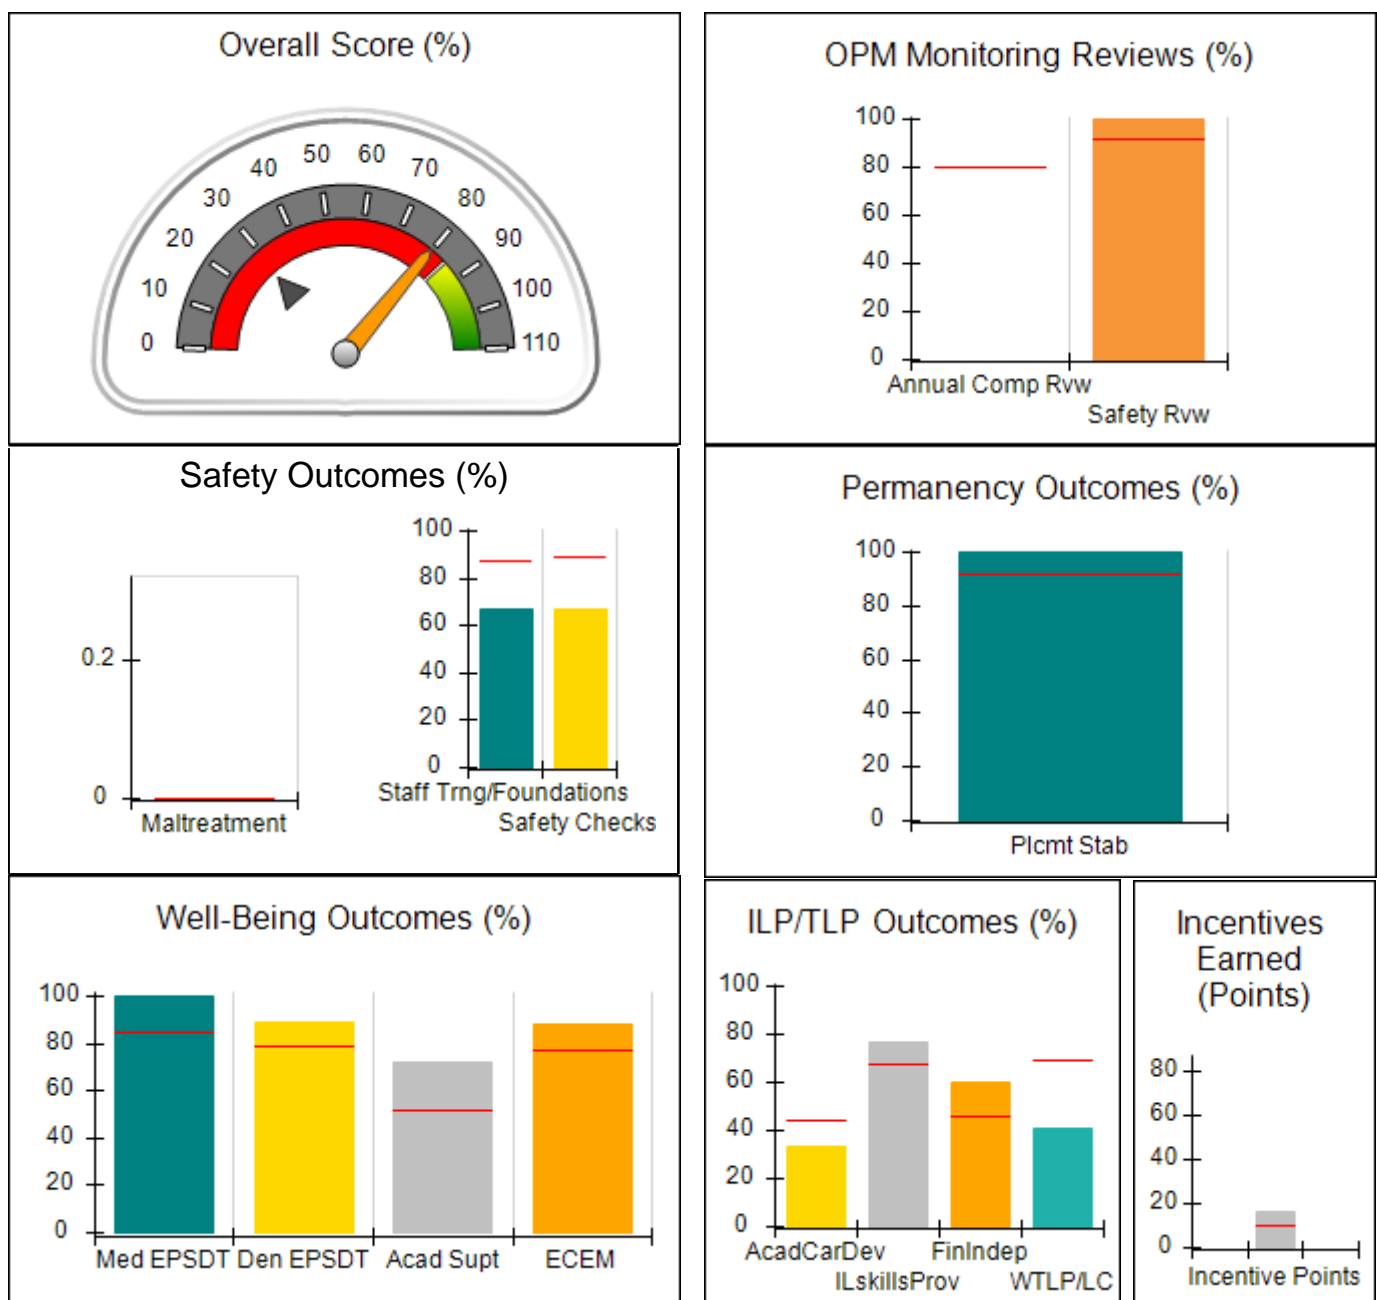 Overall Score (%)
0
10
20
30
40
50
60
70
80
90
100
110
OPM Monitoring Reviews (%)
100
80
60
40
20
0
Annual Comp Rvw
Safety Rvw
Safety Outcomes (%)
0.2
0
Maltreatment
100
80
60
40
20
0
Staff Trng/Foundations
Safety Checks
Permanency Outcomes (%)
100
80
60
40
20
0
Plcmt Stab
Well-Being Outcomes (%)
100
80
60
40
20
0
Med EPSDT Den EPSDT Acad Supt ECEM
ILP/TLP Outcomes (%)
100
80
60
40
20
0
AcadCarDev FinIndep
ILskillsProv WTLP/LC
Incentives
Earned
(Points)
80
60
40
20
0
Incentive Points